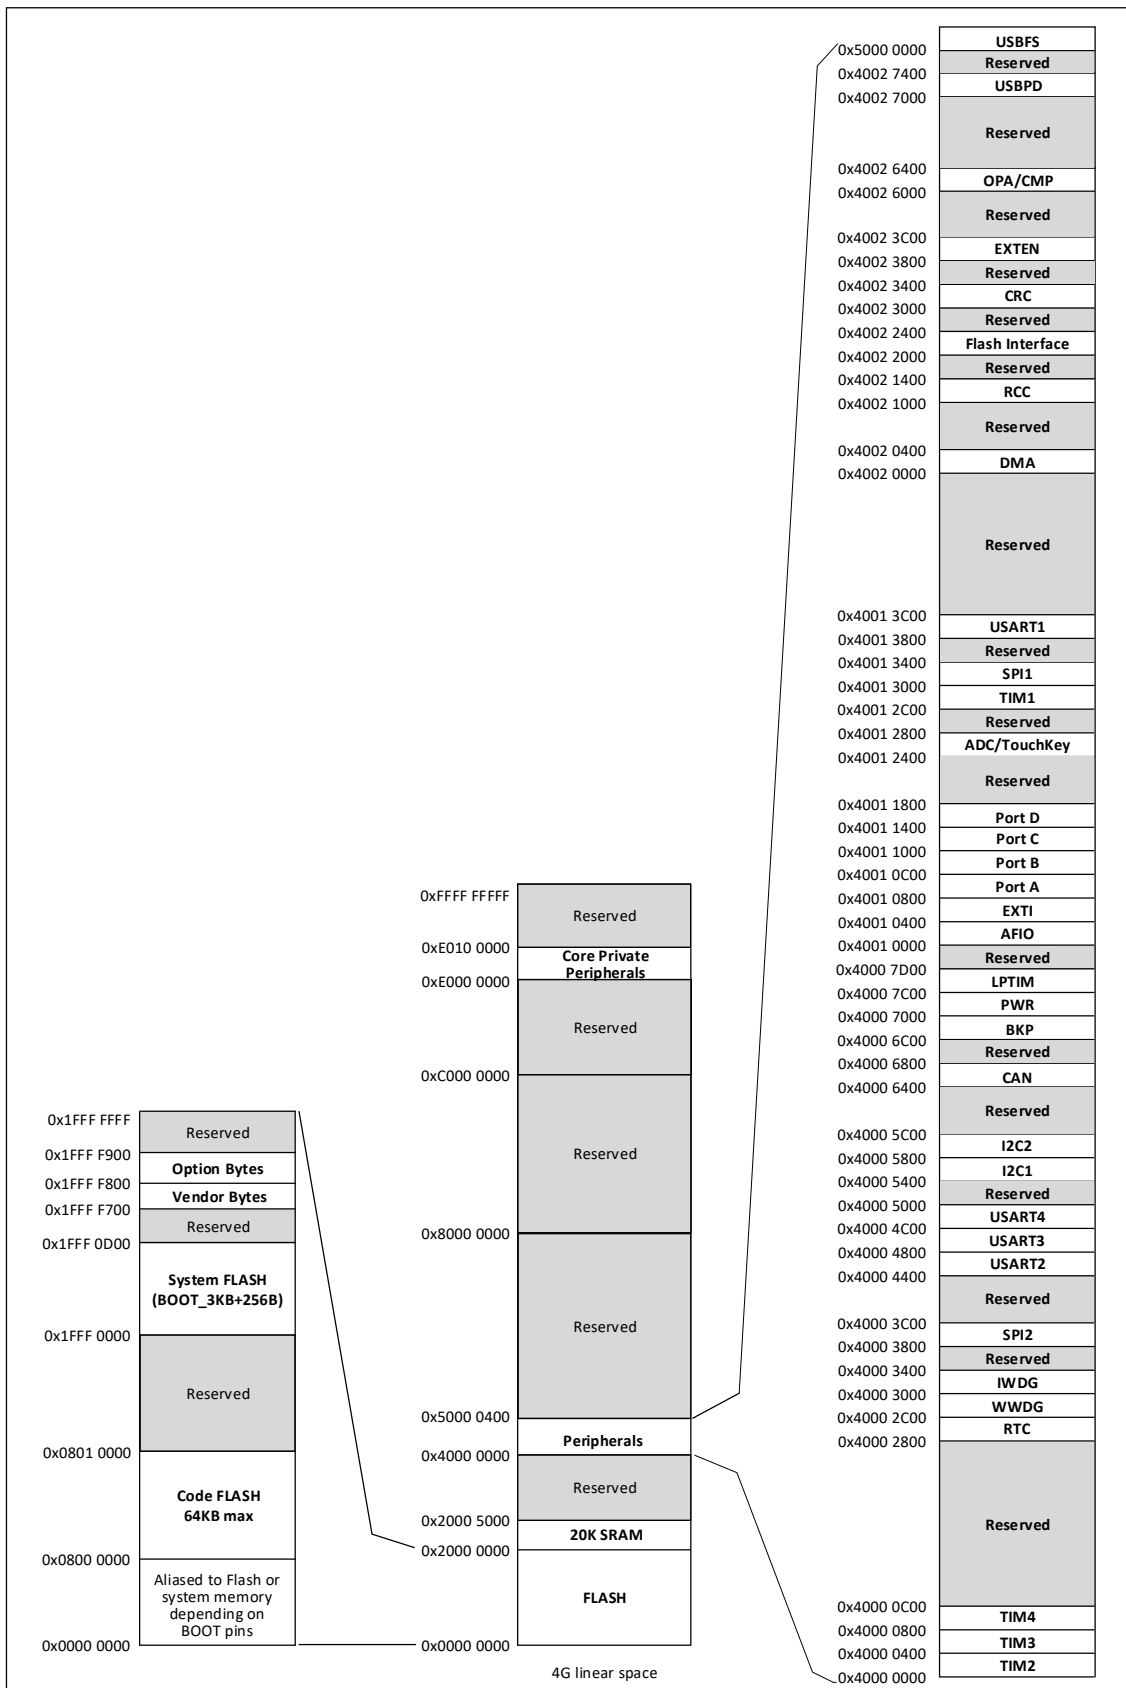 0xFFFF FFFFF
Reserved
0xE010 0000
Core Private
Peripherals
0xE000 0000
Reserved
0xC000 0000
Reserved
0x8000 0000
Reserved
0x5000 0400
Peripherals
0x4000 0000
Reserved
0x2000 5000
20K SRAM
0x2000 0000
FLASH
0x0000 0000
4G linear space
0x1FFF FFFF
Reserved
0x1FFF F900
Option Bytes
0x1FFF F800
Vendor Bytes
0x1FFF F700
Reserved
0x1FFF 0D00
System FLASH
(BOOT_3KB+256B)
0x1FFF 0000
Reserved
0x0801 0000
Code FLASH
64KB max
0x0800 0000
Aliased to Flash or
system memory
depending on
BOOT pins
0x0000 0000
USBFS
0x5000 0000
Reserved
0x4002 7400
USBPD
0x4002 7000
Reserved
0x4002 6400
OPA/CMP
0x4002 6000
Reserved
0x4002 3C00
EXTEN
0x4002 3800
Reserved
0x4002 3400
CRC
0x4002 3000
Reserved
0x4002 2400
Flash Interface
0x4002 2000
Reserved
0x4002 1400
RCC
0x4002 1000
Reserved
0x4002 0400
DMA
0x4002 0000
Reserved
0x4001 3C00
USART1
0x4001 3800
Reserved
0x4001 3400
SPI1
0x4001 3000
TIM1
0x4001 2C00
Reserved
0x4001 2800
ADC/TouchKey
0x4001 2400
Reserved
0x4001 1800
Port D
0x4001 1400
Port C
0x4001 1000
Port B
0x4001 0C00
Port A
0x4001 0800
EXTI
0x4001 0400
AFIO
0x4001 0000
Reserved
0x4000 7D00
LPTIM
0x4000 7C00
PWR
0x4000 7000
BKP
0x4000 6C00
Reserved
0x4000 6800
CAN
0x4000 6400
Reserved
0x4000 5C00
I2C2
0x4000 5800
I2C1
0x4000 5400
Reserved
0x4000 5000
USART4
0x4000 4C00
USART3
0x4000 4800
USART2
0x4000 4400
Reserved
0x4000 3C00
SPI2
0x4000 3800
Reserved
0x4000 3400
IWDG
0x4000 3000
WWDG
0x4000 2C00
RTC
0x4000 2800
Reserved
0x4000 0C00
TIM4
0x4000 0800
TIM3
0x4000 0400
TIM2
0x4000 0000